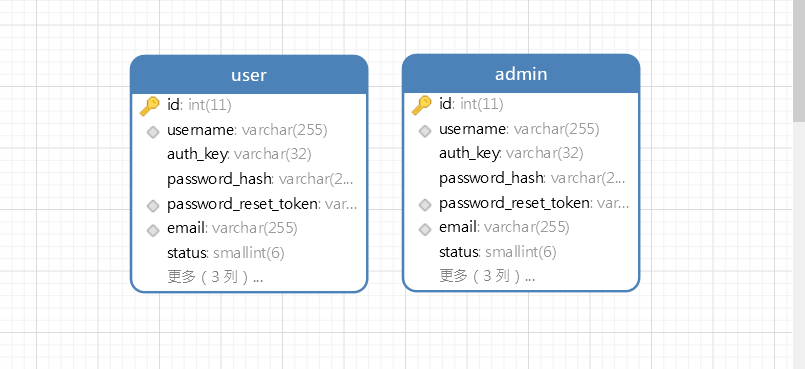 user
id: int(11)
username: varchar(255)
auth_key: varchar(32)
password_hash: varchar(2...
password_reset_token: var...
email: varchar(255)
status: smallint(6)
更多（3 列）...
admin
id: int(11)
username: varchar(255)
auth_key: varchar(32)
password_hash: varchar(2...
password_reset_token: var...
email: varchar(255)
status: smallint(6)
更多（3 列）...